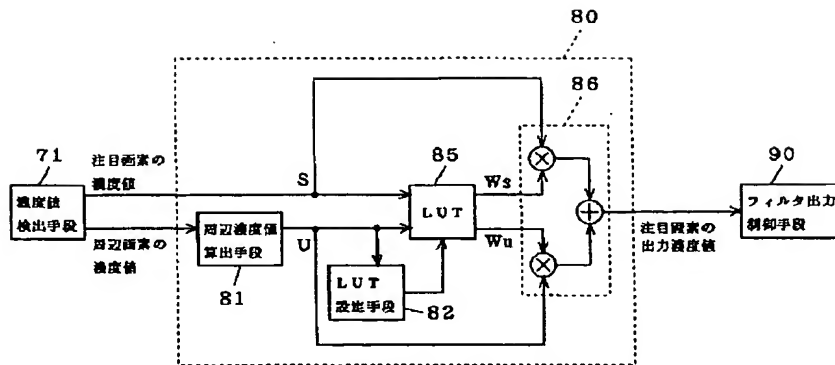 80
86
71
注目画素の
濃度値
濃度値
検出手段
周辺画素の
濃度値
S
周辺濃度値
算出手段
81
U
85
LUT
LUT
設定手段
82
Ws
Wu
注目画素の
出力濃度値
90
フィルタ出力
制御手段